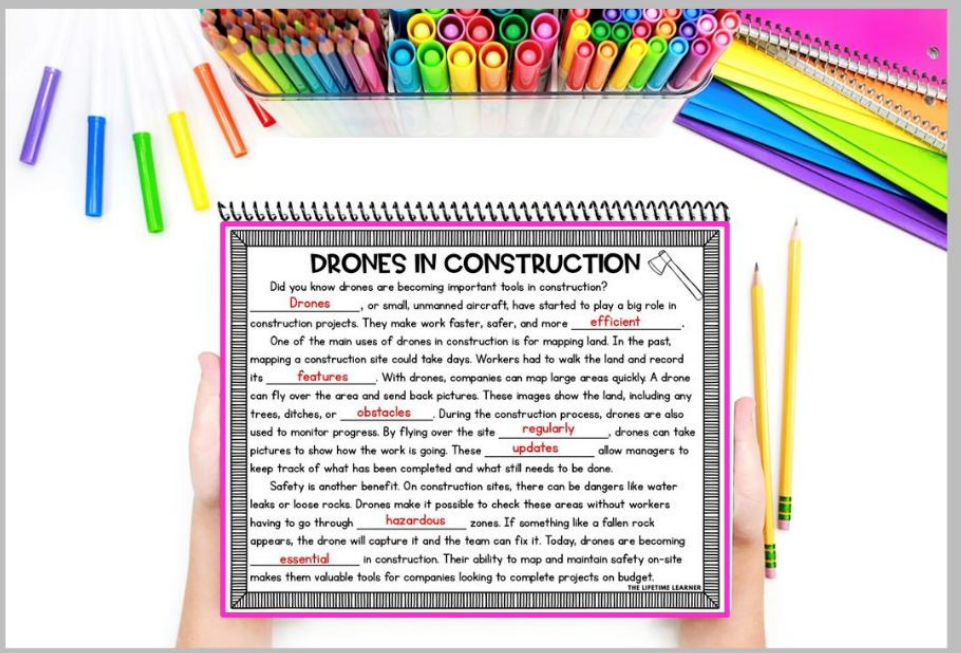 DRONES IN CONSTRUCTION
Did you know drones are becoming important tools in construction?
Drones, or small, unmanned aircraft, have started to play a big role in
construction projects. They make work faster, safer, and more efficient.
One of the main uses of drones in construction is for mapping land. In the past,
mapping a construction site could take days. Workers had to walk the land and record
its features. With drones, companies can map large areas quickly. A drone
can fly over the area and send back pictures. These images show the land, including any
trees, ditches, or obstacles. During the construction process, drones are also
used to monitor progress. By flying over the site regularly, drones can take
pictures to show how the work is going. These updates allow managers to
keep track of what has been completed and what still needs to be done.
Safety is another benefit. On construction sites, there can be dangers like water
leaks or loose rocks. Drones make it possible to check these areas without workers
having to go through hazardous zones. If something like a fallen rock
appears, the drone will capture it and the team can fix it. Today, drones are becoming
essential in construction. Their ability to map and maintain safety on-site
makes them valuable tools for companies looking to complete projects on budget.
THE LIFETIME LEARNER